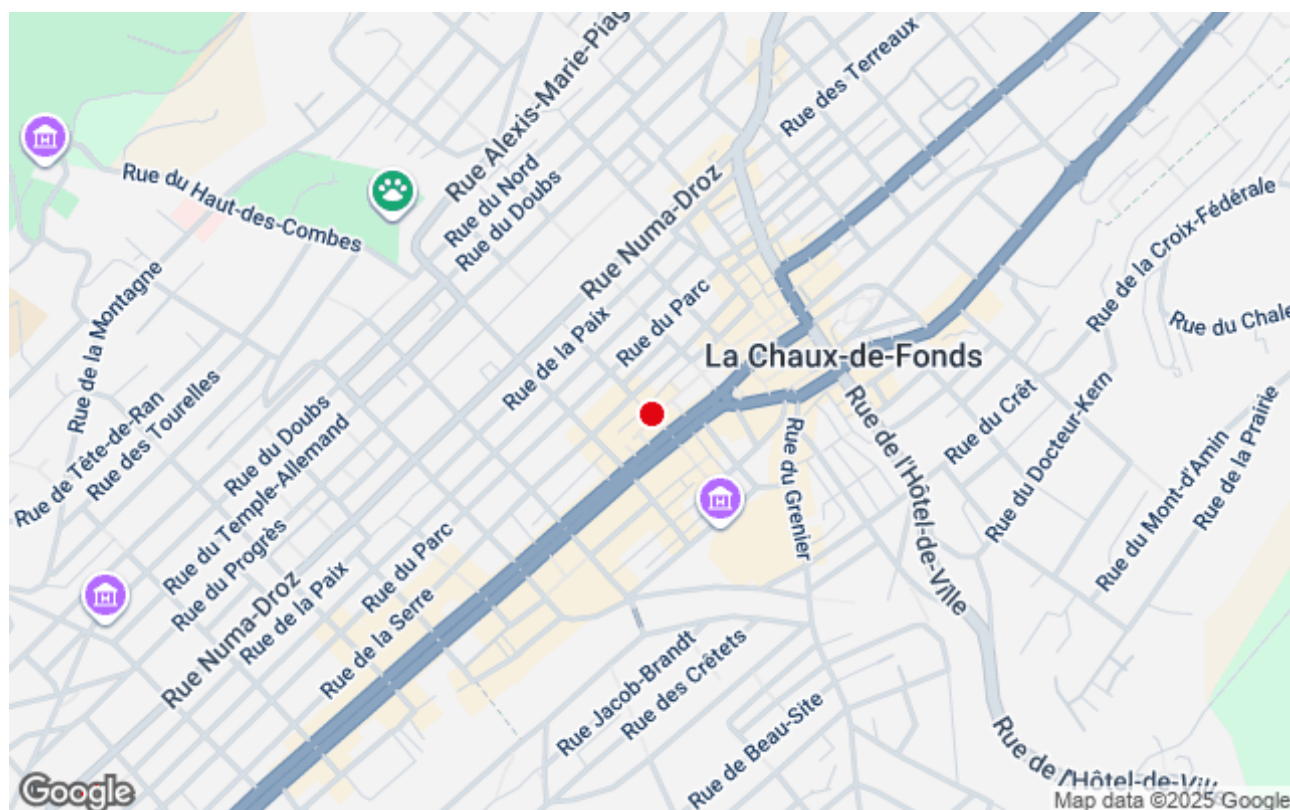 Rue Alexis-Marie-Piag
Rue des Terreaux
Rue du Haut-des-Combes
Rue du Nord
Rue du Doubs
Rue Numa-Droz
Rue de la Croix-Fédérale
Rue de la Montagne
Rue du Parc
Rue de la Paix
Rue du Chale
La Chaux-de-Fonds
Rue de Tête-de-Ran
Rue des Tourelles
Rue du Doubs
Rue du Temple-Allemand
Rue du Grenier
Rue de l'Hôtel-de-Ville
Rue du Crêt
Rue du Docteur-Kern
Rue du Mont-d'Amin
Rue de la Prairie
Rue du Progrès
Rue de la Paix
Rue du Parc
Rue Numa-Droz
Rue de la Serre
Rue Jacob-Brandt
Rue des Crêtets
Rue de Beau-Site
Rue de l'Hôtel-de-Vill
Google
Map data ©2025 Google